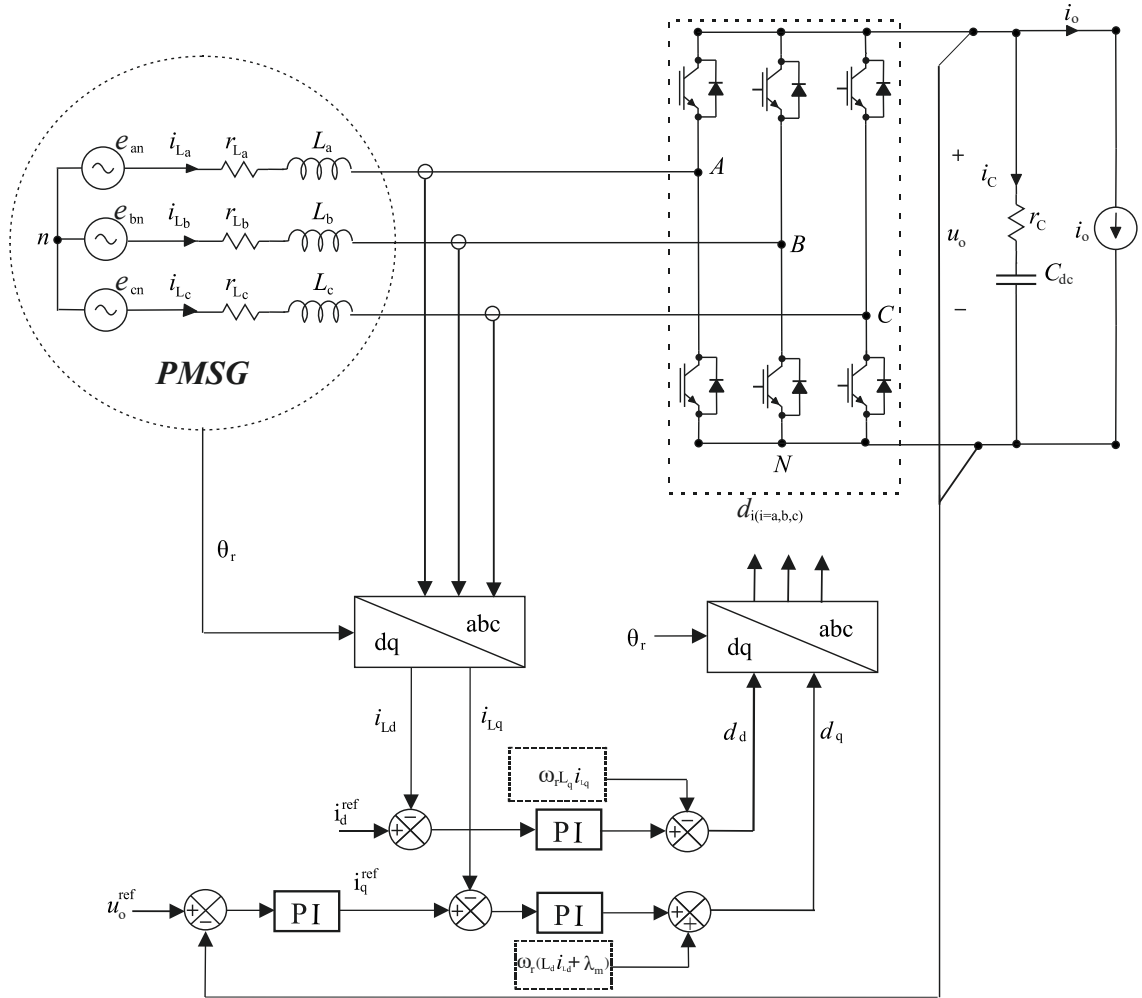 i_o
e_an i_La r_La L_a
A
+
i_C
e_bn i_Lb r_Lb L_b
n
B
u_o
r_C
i_o
e_cn i_Lc r_Lc L_c
C_dc
C
−
PMSG
N
d_i(i=a,b,c)
θ_r
abc
dq
θ_r
abc
dq
i_Ld
i_Lq
d_d
d_q
ω_r L_q i_Lq
i_d^ref
−
+
PI
−
+
u_o^ref
+
−
PI
i_q^ref
−
+
PI
+
+
ω_r(L_d i_Ld + λ_m)